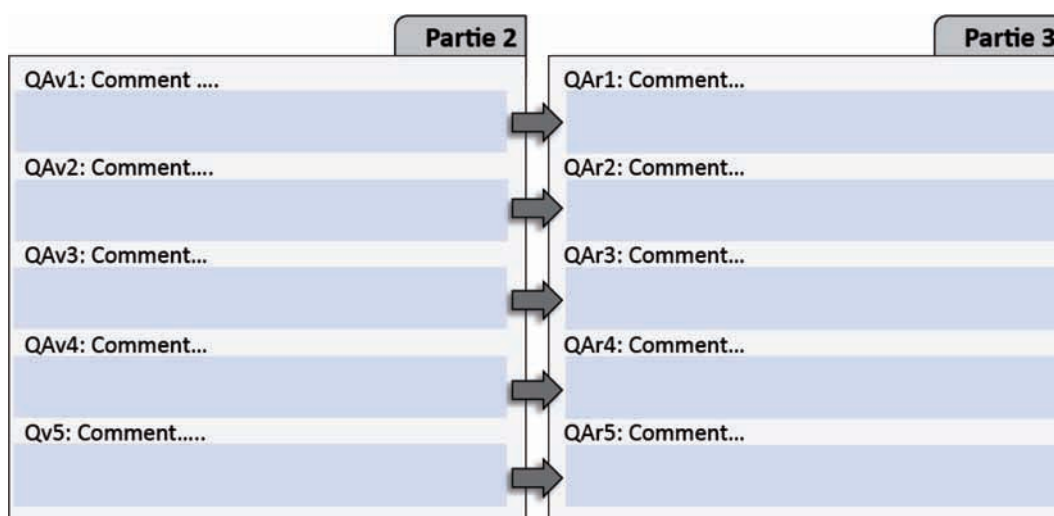 Partie 2
QAv1: Comment ....
QAv2: Comment....
QAv3: Comment...
QAv4: Comment...
Qv5: Comment.....
Partie 3
QAr1: Comment...
QAr2: Comment...
QAr3: Comment...
QAr4: Comment...
QAr5: Comment...